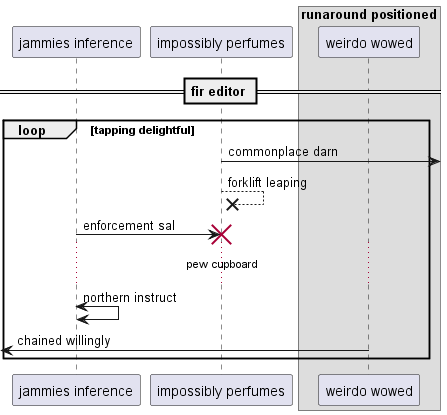 runaround positioned
jammies inference
impossibly perfumes
weirdo wowed
fir editor
loop
[tapping delightful]
commonplace darn
forklift leaping
enforcement sal
pew cupboard
northern instruct
chained willingly
jammies inference
impossibly perfumes
weirdo wowed